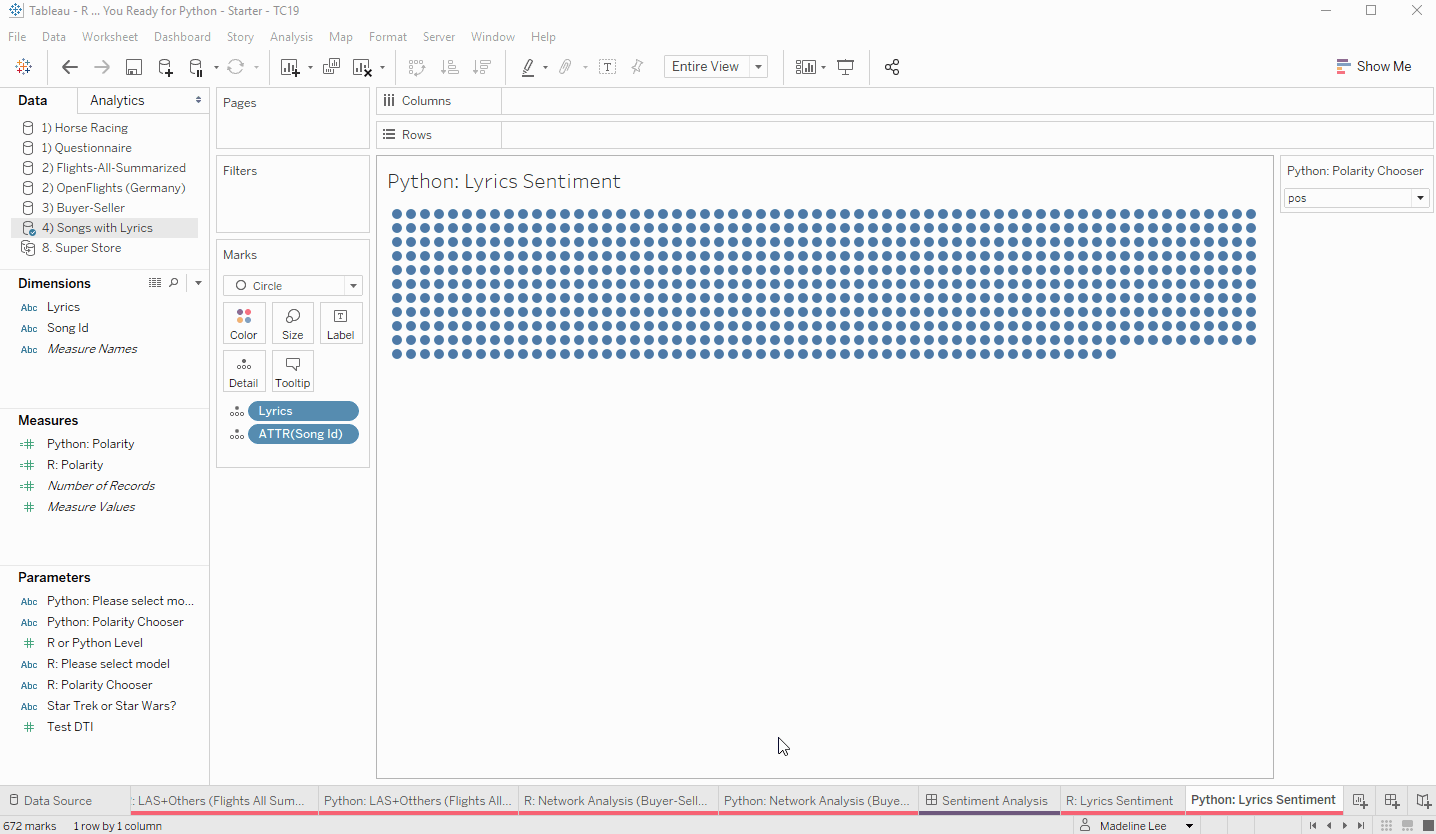 Tableau - R ... You Ready for Python - Starter - TC19
File Data Worksheet Dashboard Story Analysis Map Format Server Window Help
Entire View
Show Me
Data Analytics
1) Horse Racing
1) Questionnaire
2) Flights-All-Summarized
2) OpenFlights (Germany)
3) Buyer-Seller
4) Songs with Lyrics
8. Super Store
Dimensions
Abc Lyrics
Abc Song Id
Abc Measure Names
Measures
Python: Polarity
R: Polarity
Number of Records
Measure Values
Parameters
Abc Python: Please select mo...
Abc Python: Polarity Chooser
R or Python Level
Abc R: Please select model
Abc R: Polarity Chooser
Abc Star Trek or Star Wars?
Test DTI
Pages
Filters
Marks
Circle
Color Size Label
Detail Tooltip
Lyrics
ATTR(Song Id)
Columns
Rows
Python: Lyrics Sentiment
Python: Polarity Chooser
pos
Data Source : LAS+Others (Flights All Sum... Python: LAS+Otthers (Flights All... R: Network Analysis (Buyer-Sell... Python: Network Analysis (Buye... Sentiment Analysis R: Lyrics Sentiment Python: Lyrics Sentiment
672 marks 1 row by 1 column Madeline Lee